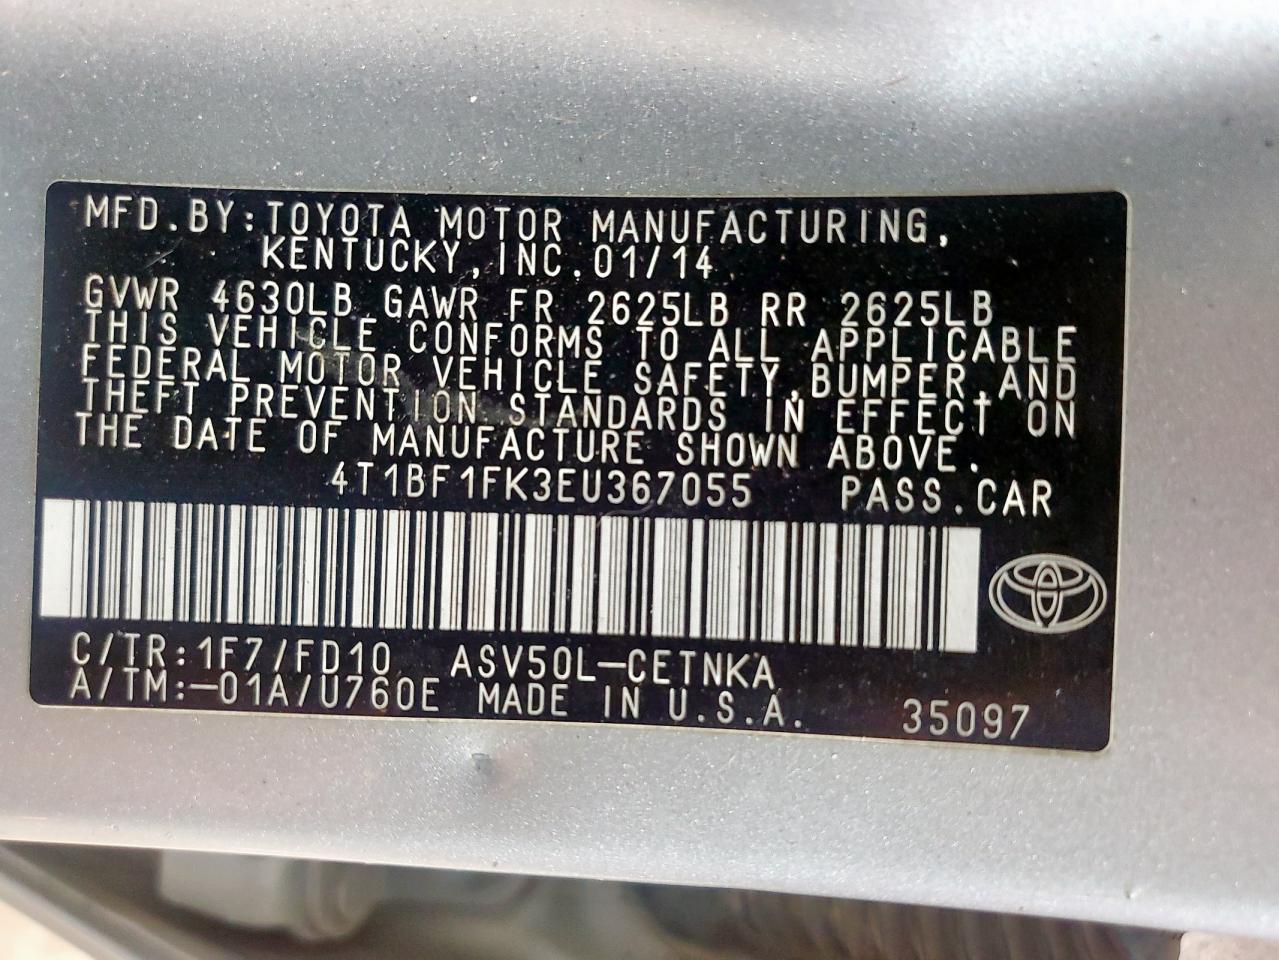 MFD.BY:TOYOTA MOTOR MANUFACTURING,
KENTUCKY,INC.01/14
GVWR 4630LB GAWR FR 2625LB RR 2625LB
THIS VEHICLE CONFORMS TO ALL APPLICABLE
FEDERAL MOTOR VEHICLE SAFETY,BUMPER,AND
THEFT PREVENTION STANDARDS IN EFFECT ON
THE DATE OF MANUFACTURE SHOWN ABOVE.
4T1BF1FK3EU367055 PASS.CAR
C/TR:1F7/FD10 ASV50L-CETNKA
A/TM:-01A/U760E MADE IN U.S.A. 35097